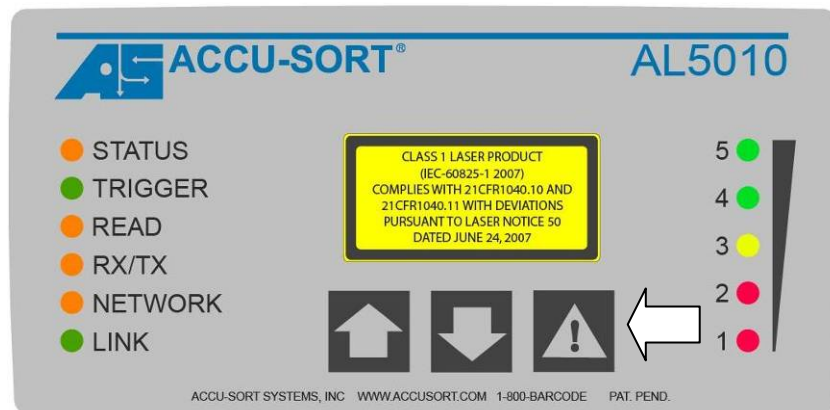 ACCU-SORT®
AL5010
STATUS
TRIGGER
READ
RX/TX
NETWORK
LINK
CLASS 1 LASER PRODUCT
(IEC-60825-1 2007)
COMPLIES WITH 21CFR1040.10 AND
21CFR1040.11 WITH DEVIATIONS
PURSUANT TO LASER NOTICE 50
DATED JUNE 24, 2007
5
4
3
2
1
ACCU-SORT SYSTEMS, INC WWW.ACCUSORT.COM 1-800-BARCODE PAT. PEND.